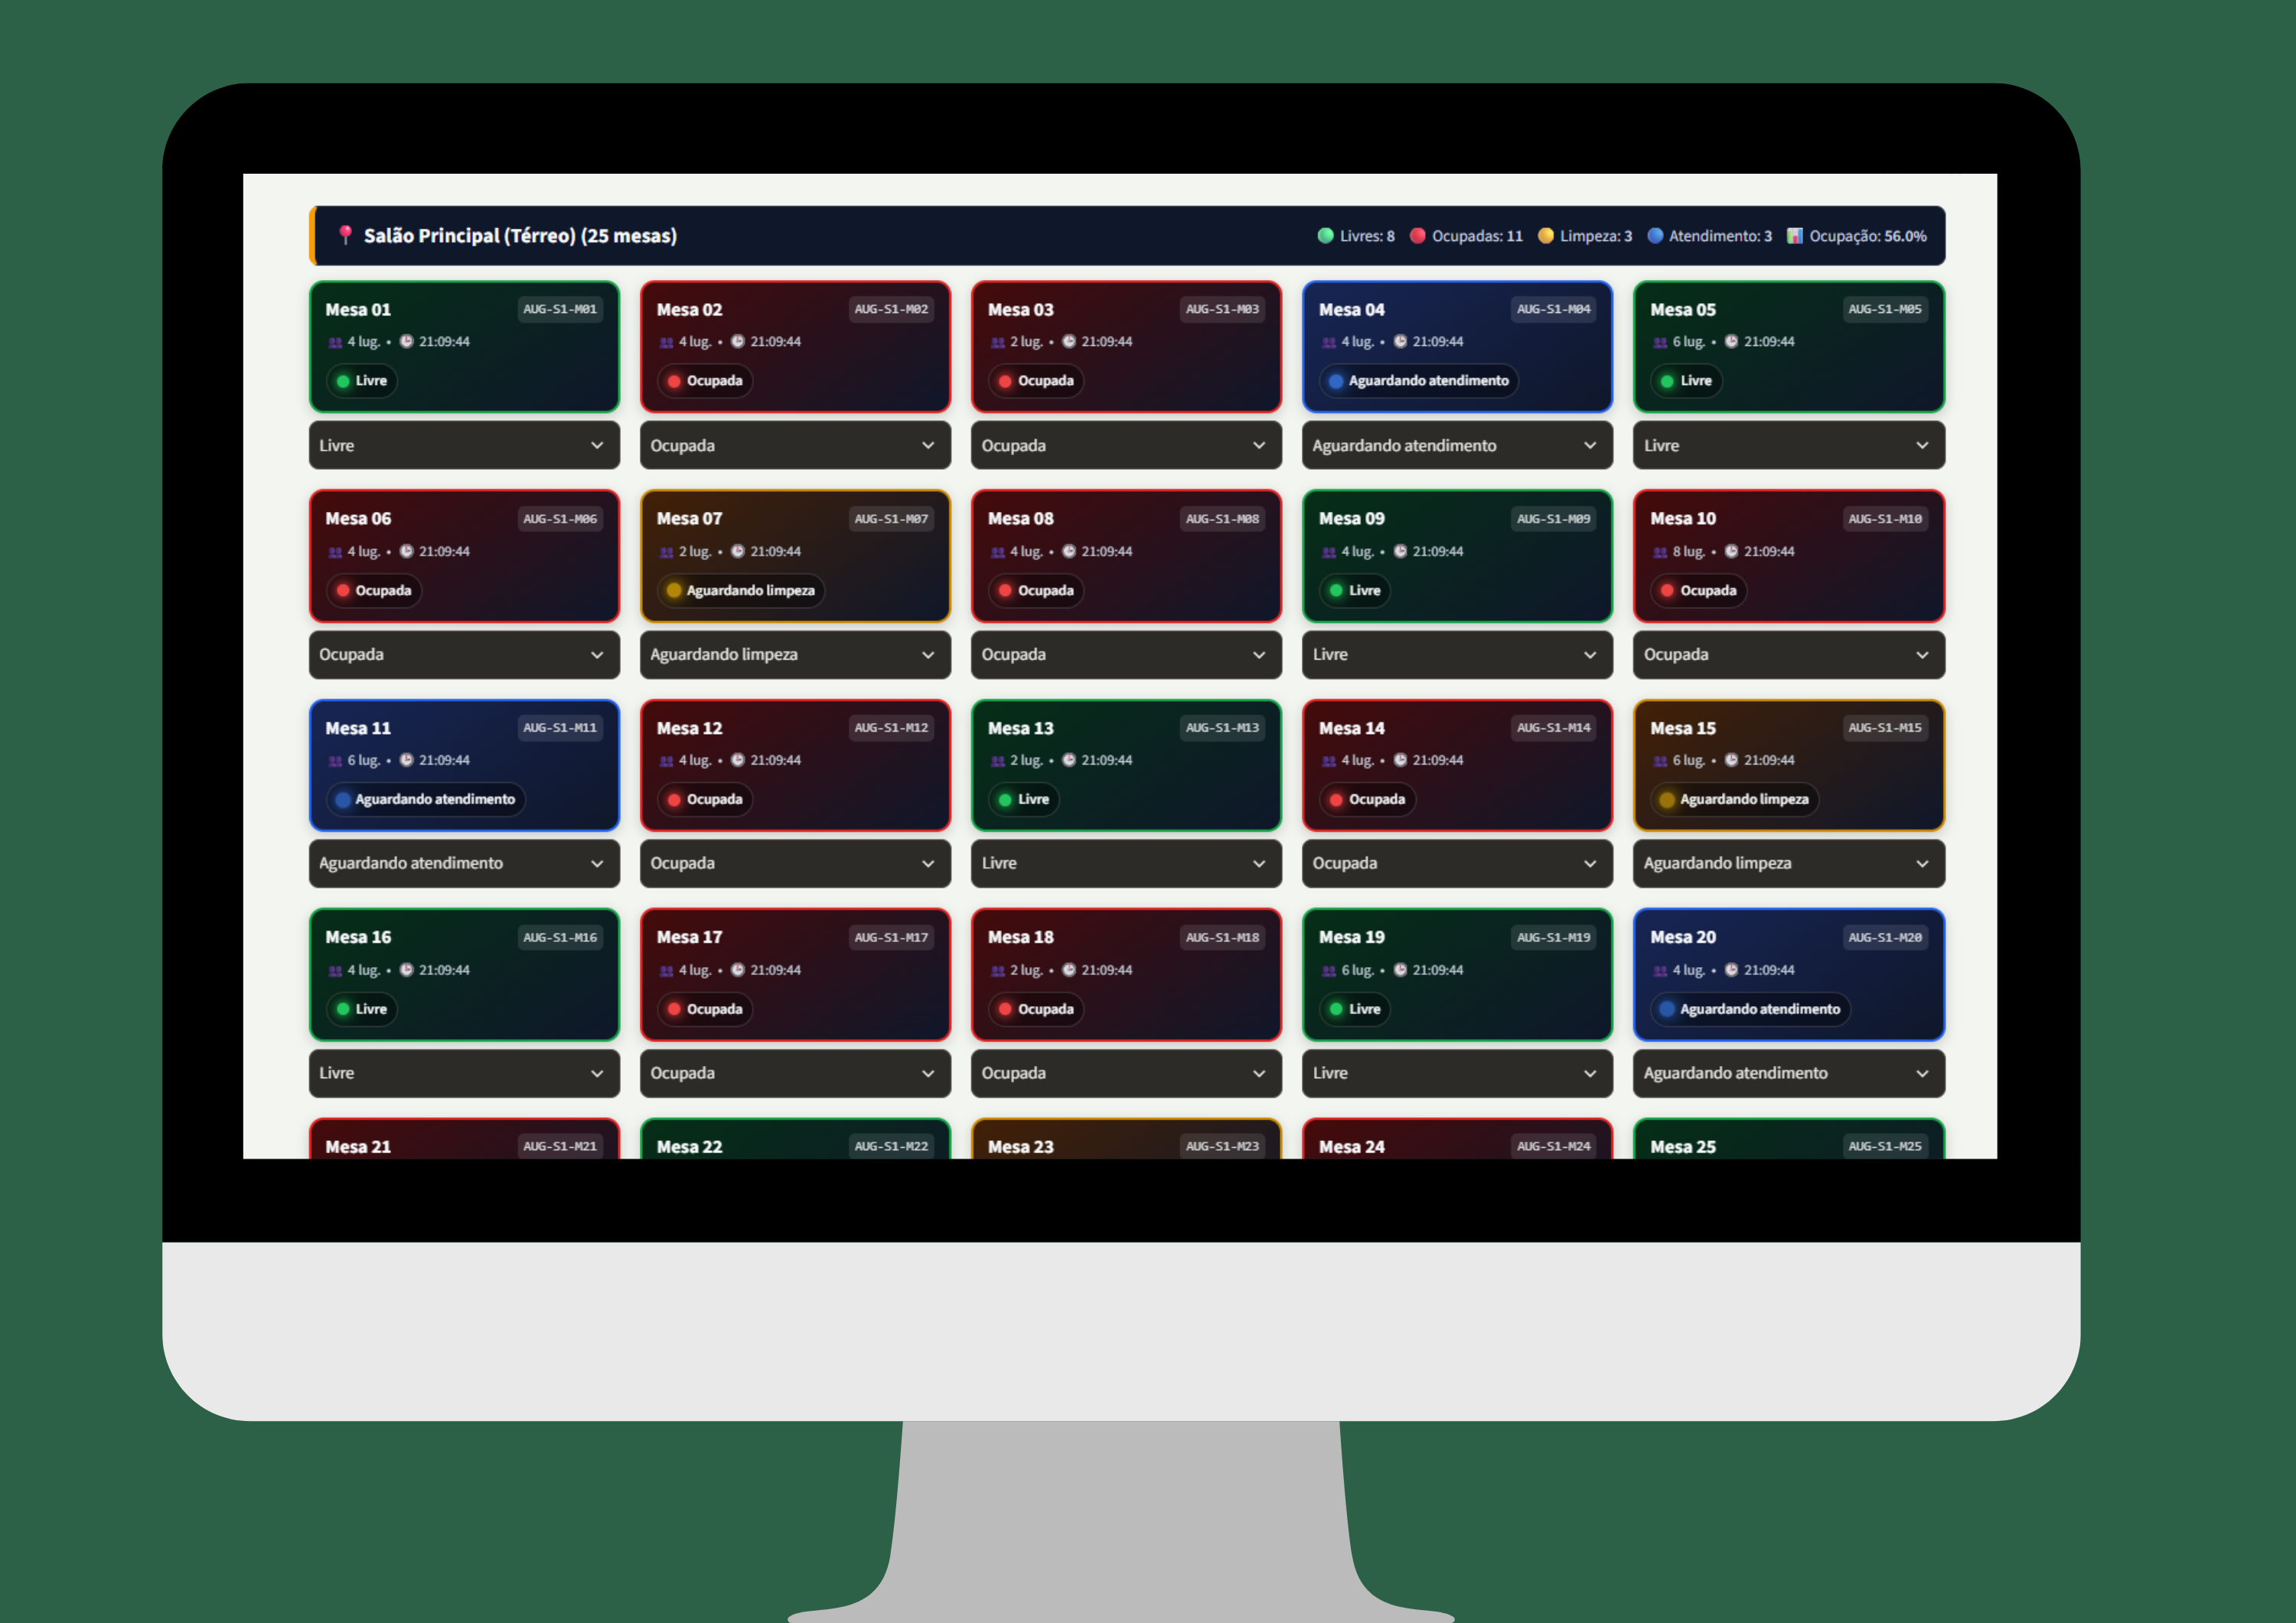 Salão Principal (Térreo) (25 mesas) Livres: 8 Ocupadas: 11 Limpeza: 3 Atendimento: 3 Ocupação: 56.0%
Mesa 01 AUG-S1-M01 Mesa 02 AUG-S1-M02 Mesa 03 AUG-S1-M03 Mesa 04 AUG-S1-M04 Mesa 05 AUG-S1-M05
4 lug. • 21:09:44 4 lug. • 21:09:44 2 lug. • 21:09:44 4 lug. • 21:09:44 6 lug. • 21:09:44
Livre Ocupada Ocupada Aguardando atendimento Livre
Livre Ocupada Ocupada Aguardando atendimento Livre
Mesa 06 AUG-S1-M06 Mesa 07 AUG-S1-M07 Mesa 08 AUG-S1-M08 Mesa 09 AUG-S1-M09 Mesa 10 AUG-S1-M10
4 lug. • 21:09:44 2 lug. • 21:09:44 4 lug. • 21:09:44 4 lug. • 21:09:44 8 lug. • 21:09:44
Ocupada Aguardando limpeza Ocupada Livre Ocupada
Ocupada Aguardando limpeza Ocupada Livre Ocupada
Mesa 11 AUG-S1-M11 Mesa 12 AUG-S1-M12 Mesa 13 AUG-S1-M13 Mesa 14 AUG-S1-M14 Mesa 15 AUG-S1-M15
6 lug. • 21:09:44 4 lug. • 21:09:44 2 lug. • 21:09:44 4 lug. • 21:09:44 6 lug. • 21:09:44
Aguardando atendimento Ocupada Livre Ocupada Aguardando limpeza
Aguardando atendimento Ocupada Livre Ocupada Aguardando limpeza
Mesa 16 AUG-S1-M16 Mesa 17 AUG-S1-M17 Mesa 18 AUG-S1-M18 Mesa 19 AUG-S1-M19 Mesa 20 AUG-S1-M20
4 lug. • 21:09:44 4 lug. • 21:09:44 2 lug. • 21:09:44 6 lug. • 21:09:44 4 lug. • 21:09:44
Livre Ocupada Ocupada Livre Aguardando atendimento
Livre Ocupada Ocupada Livre Aguardando atendimento
Mesa 21 AUG-S1-M21 Mesa 22 AUG-S1-M22 Mesa 23 AUG-S1-M23 Mesa 24 AUG-S1-M24 Mesa 25 AUG-S1-M25